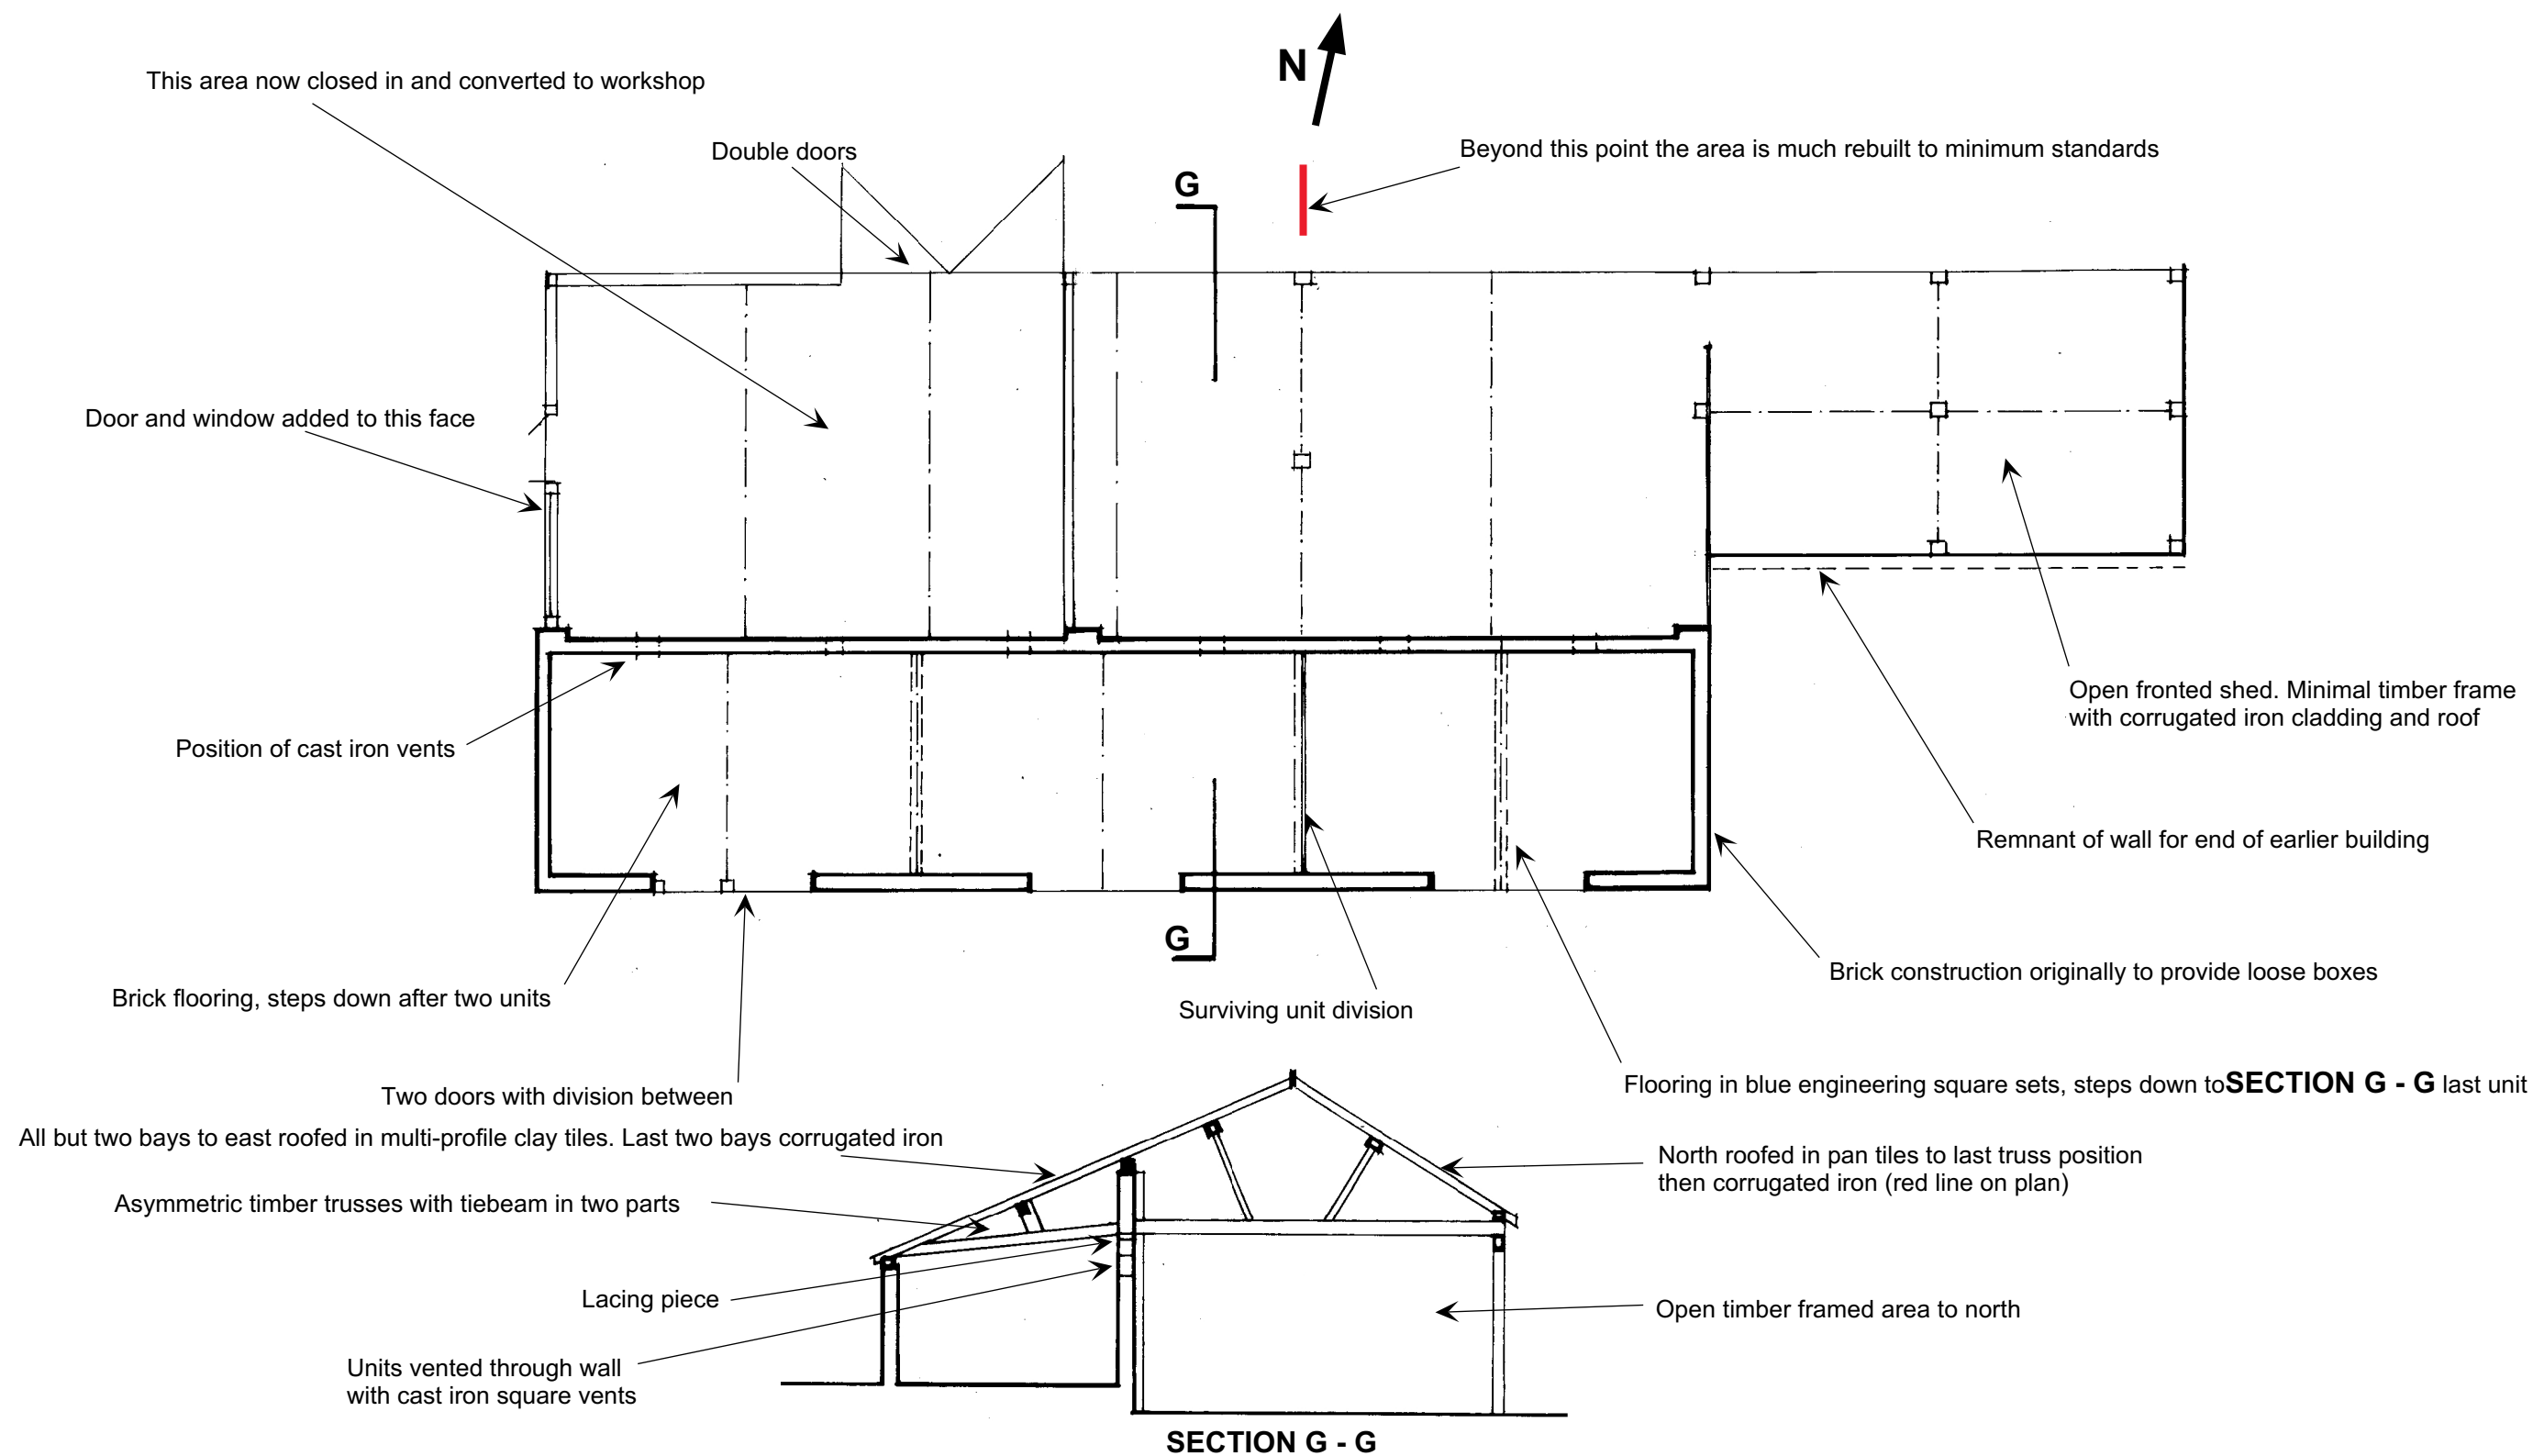 N
This area now closed in and converted to workshop
Double doors
Beyond this point the area is much rebuilt to minimum standards
G
Door and window added to this face
Open fronted shed. Minimal timber frame
with corrugated iron cladding and roof
Position of cast iron vents
Remnant of wall for end of earlier building
G
Brick construction originally to provide loose boxes
Brick flooring, steps down after two units
Surviving unit division
Flooring in blue engineering square sets, steps down toSECTION G - G last unit
Two doors with division between
All but two bays to east roofed in multi-profile clay tiles. Last two bays corrugated iron
North roofed in pan tiles to last truss position
then corrugated iron (red line on plan)
Asymmetric timber trusses with tiebeam in two parts
Lacing piece
Open timber framed area to north
Units vented through wall
with cast iron square vents
SECTION G - G